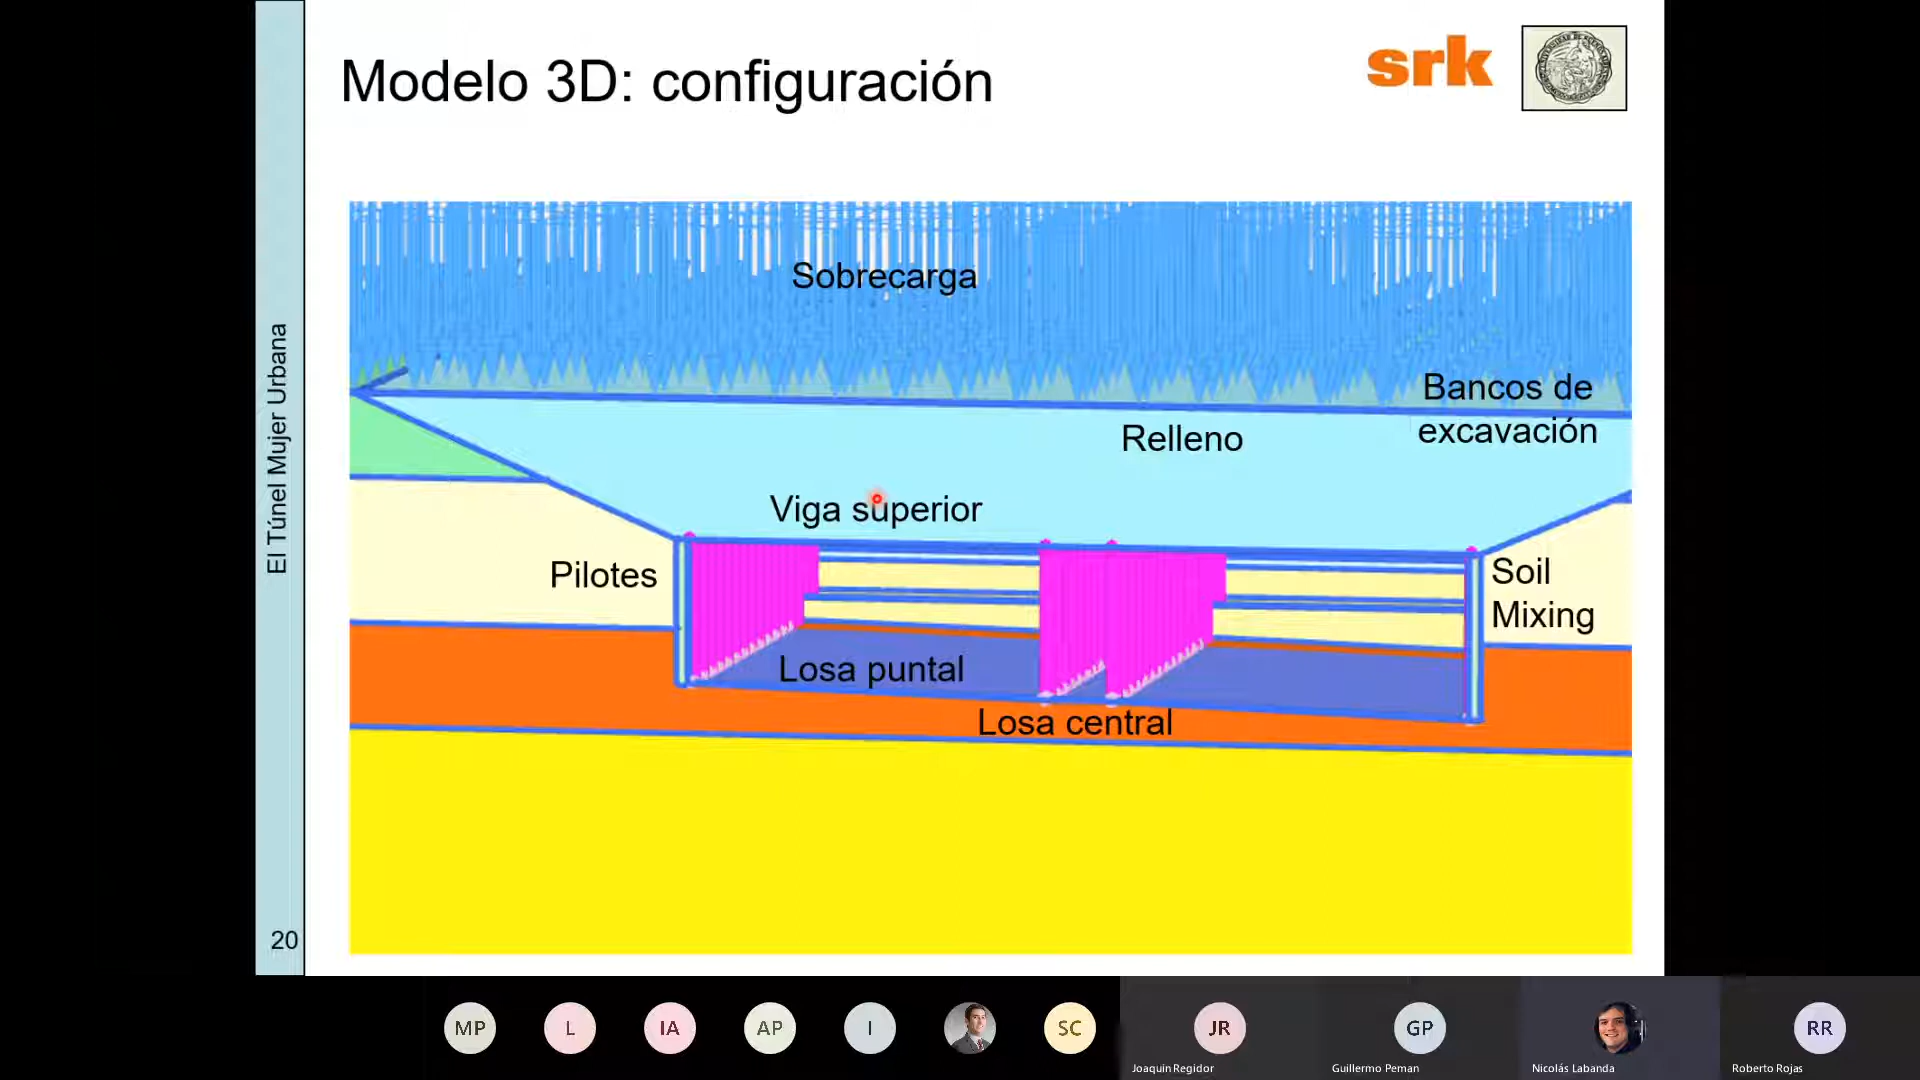 Modelo 3D: configuración
srk
Sobrecarga
Bancos de
excavación
Relleno
Viga superior
Pilotes
Soil
Mixing
Losa puntal
Losa central
El Túnel Mujer Urbana
20
MP
L
IA
AP
I
SC
JR
GP
RR
Joaquín Regidor
Guillermo Peman
Nicolás Labanda
Roberto Rojas